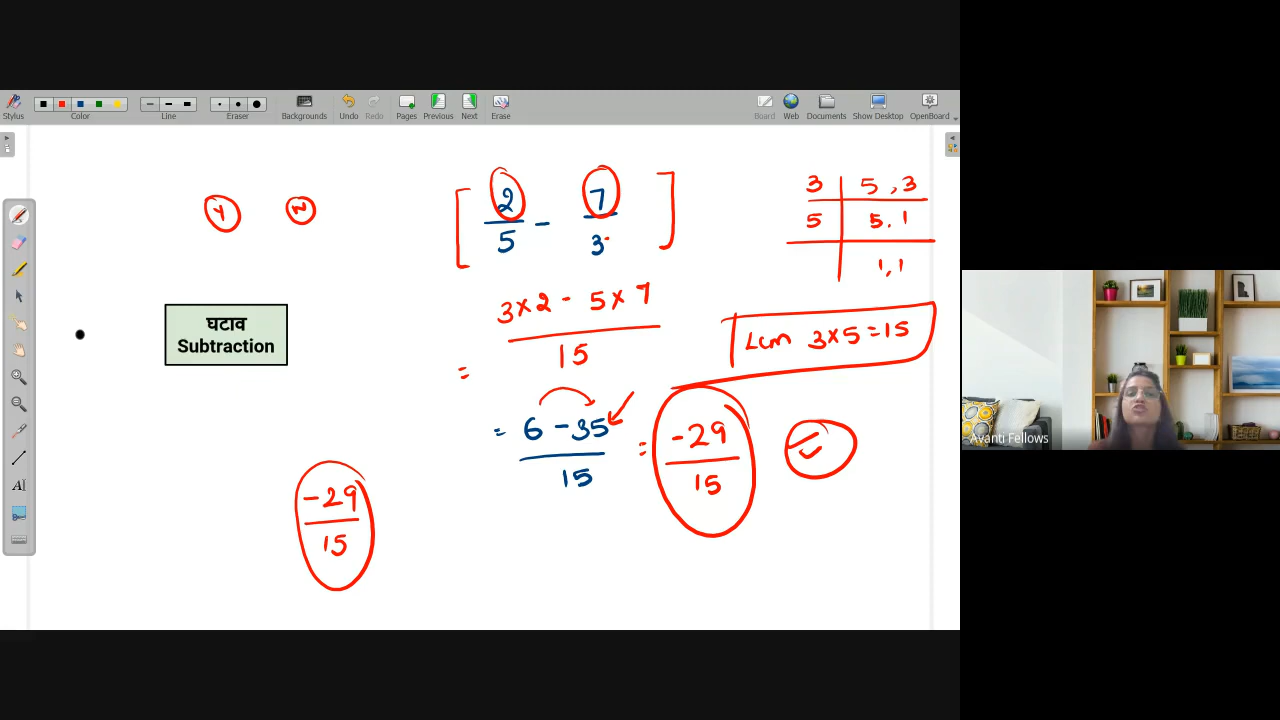 Stylus Color Line Eraser Backgrounds Undo Redo Pages Previous Next Erase Board Web Documents Show Desktop OpenBoard
Y N
[ 2/5 - 7/3 ]
3 | 5, 3
5 | 5, 1
1, 1
घटाव
Subtraction
= 3×2 - 5×7 / 15
Lcm 3×5=15
= 6 - 35 / 15 = -29/15
-29/15
Avanti Fellows